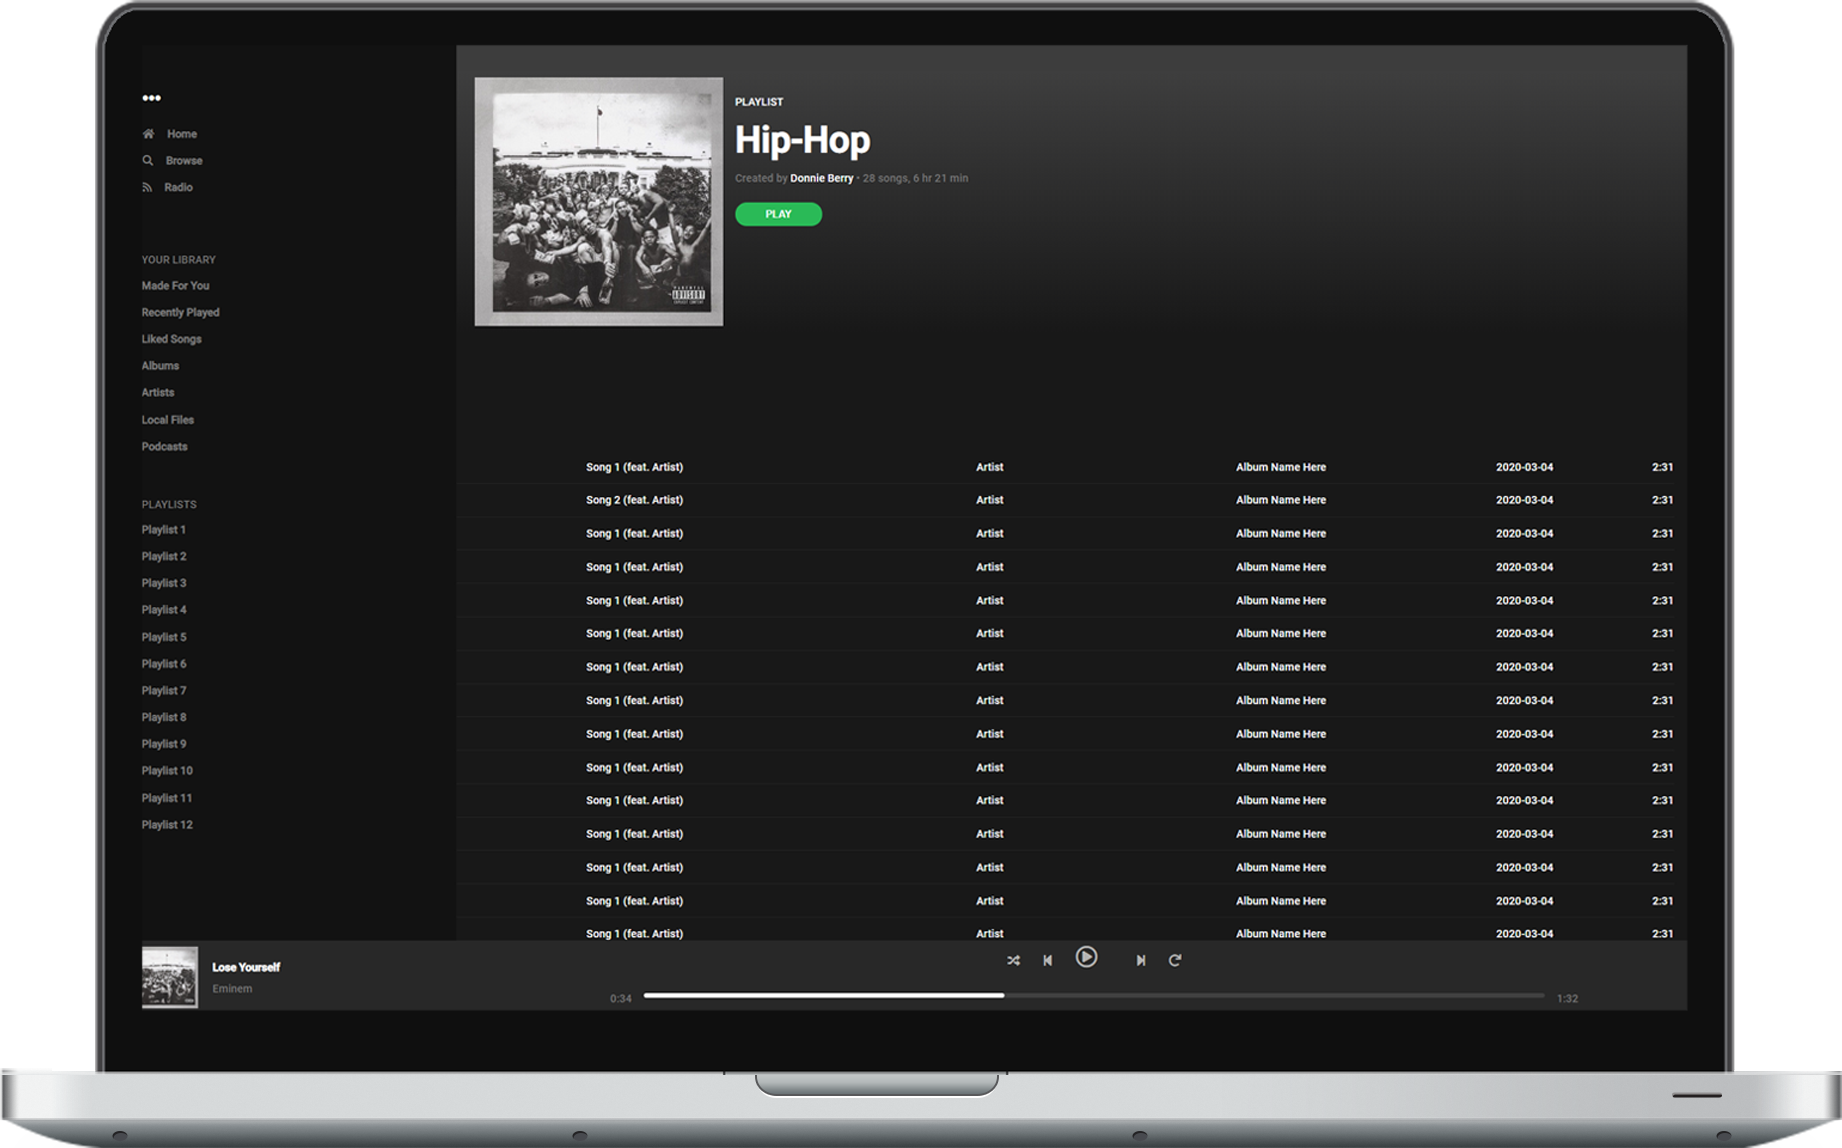 Home
Browse
Radio
YOUR LIBRARY
Made For You
Recently Played
Liked Songs
Albums
Artists
Local Files
Podcasts
PLAYLISTS
Playlist 1
Playlist 2
Playlist 3
Playlist 4
Playlist 5
Playlist 6
Playlist 7
Playlist 8
Playlist 9
Playlist 10
Playlist 11
Playlist 12
PARENTAL
ADVISORY
EXPLICIT CONTENT
PLAYLIST
Hip-Hop
Created by Donnie Berry · 28 songs, 6 hr 21 min
PLAY
Song 1 (feat. Artist) Artist Album Name Here 2020-03-04 2:31
Song 2 (feat. Artist) Artist Album Name Here 2020-03-04 2:31
Song 1 (feat. Artist) Artist Album Name Here 2020-03-04 2:31
Song 1 (feat. Artist) Artist Album Name Here 2020-03-04 2:31
Song 1 (feat. Artist) Artist Album Name Here 2020-03-04 2:31
Song 1 (feat. Artist) Artist Album Name Here 2020-03-04 2:31
Song 1 (feat. Artist) Artist Album Name Here 2020-03-04 2:31
Song 1 (feat. Artist) Artist Album Name Here 2020-03-04 2:31
Song 1 (feat. Artist) Artist Album Name Here 2020-03-04 2:31
Song 1 (feat. Artist) Artist Album Name Here 2020-03-04 2:31
Song 1 (feat. Artist) Artist Album Name Here 2020-03-04 2:31
Song 1 (feat. Artist) Artist Album Name Here 2020-03-04 2:31
Song 1 (feat. Artist) Artist Album Name Here 2020-03-04 2:31
Song 1 (feat. Artist) Artist Album Name Here 2020-03-04 2:31
Song 1 (feat. Artist) Artist Album Name Here 2020-03-04 2:31
Lose Yourself
Eminem
0:34
1:32